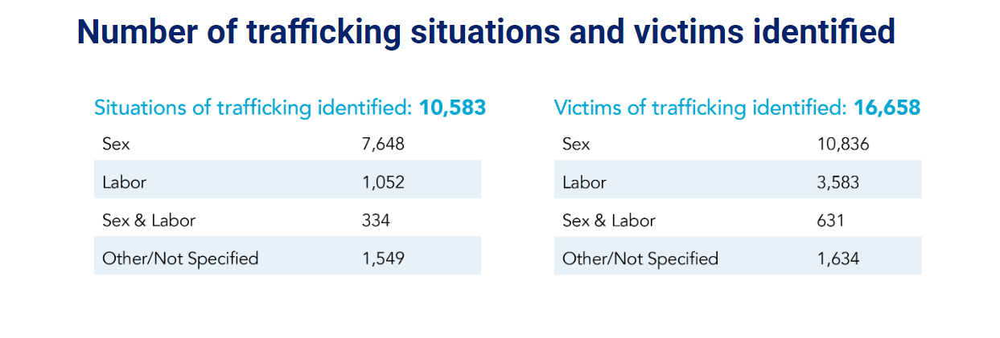 Number of trafficking situations and victims identified
Situations of trafficking identified: 10,583
Sex 7,648
Labor 1,052
Sex & Labor 334
Other/Not Specified 1,549
Victims of trafficking identified: 16,658
Sex 10,836
Labor 3,583
Sex & Labor 631
Other/Not Specified 1,634